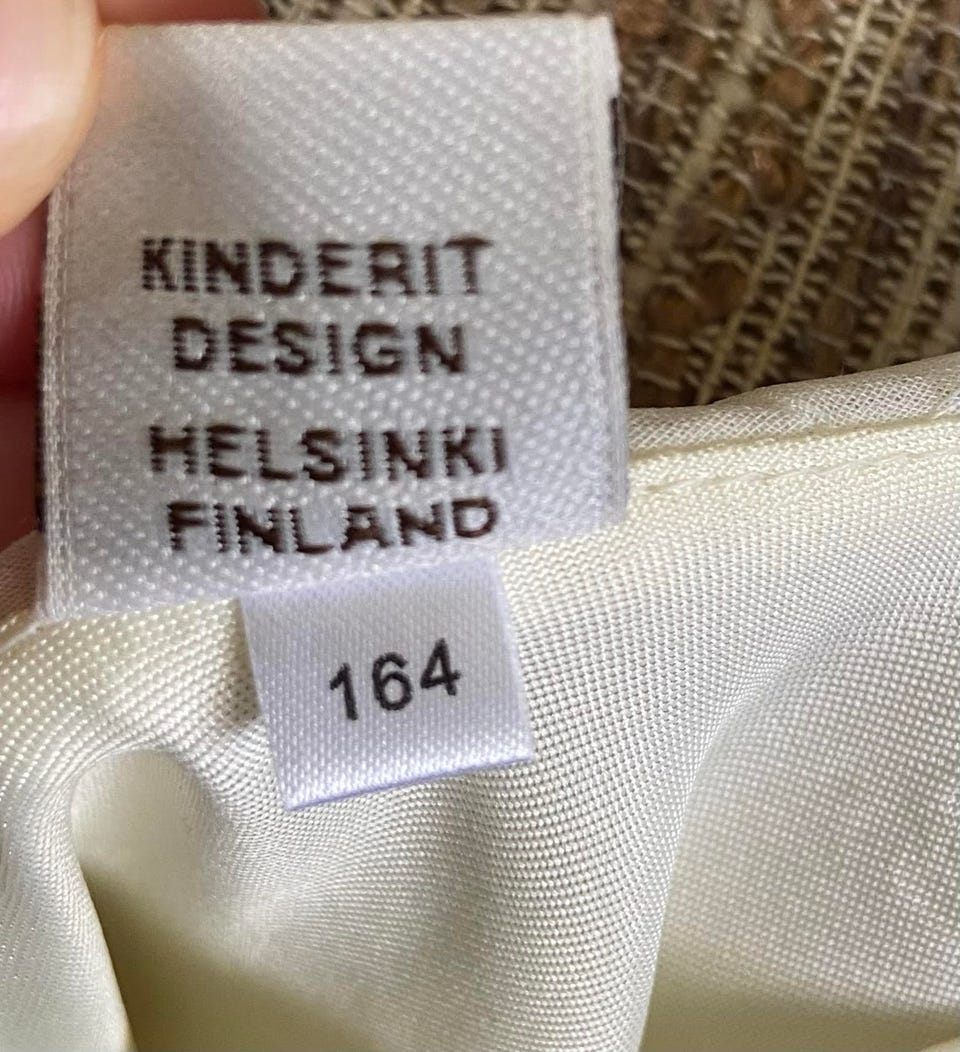 KINDERIT
DESIGN
HELSINKI
FINLAND
164